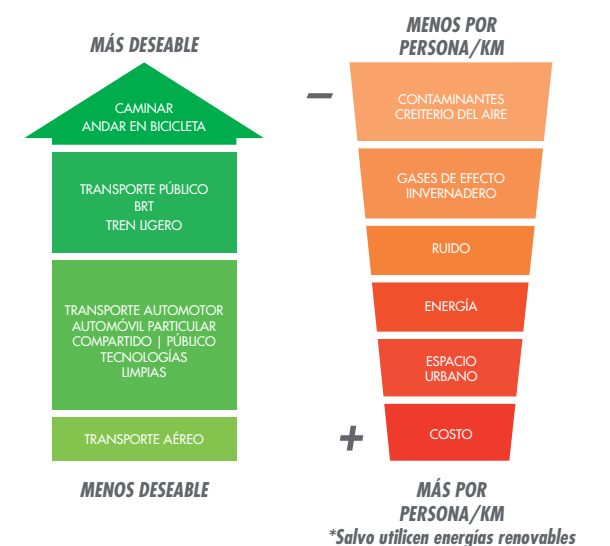 MÁS DESEABLE
CAMINAR
ANDAR EN BICICLETA
TRANSPORTE PÚBLICO
BRT
TREN LIGERO
TRANSPORTE AUTOMOTOR
AUTOMÓVIL PARTICULAR
COMPARTIDO | PÚBLICO
TECNOLOGÍAS
LIMPIAS
TRANSPORTE AÉREO
MENOS DESEABLE
MENOS POR
PERSONA/KM
–
CONTAMINANTES
CREITERIO DEL AIRE
GASES DE EFECTO
IINVERNADERO
RUIDO
ENERGÍA
ESPACIO
URBANO
+
COSTO
MÁS POR
PERSONA/KM
*Salvo utilicen energías renovables